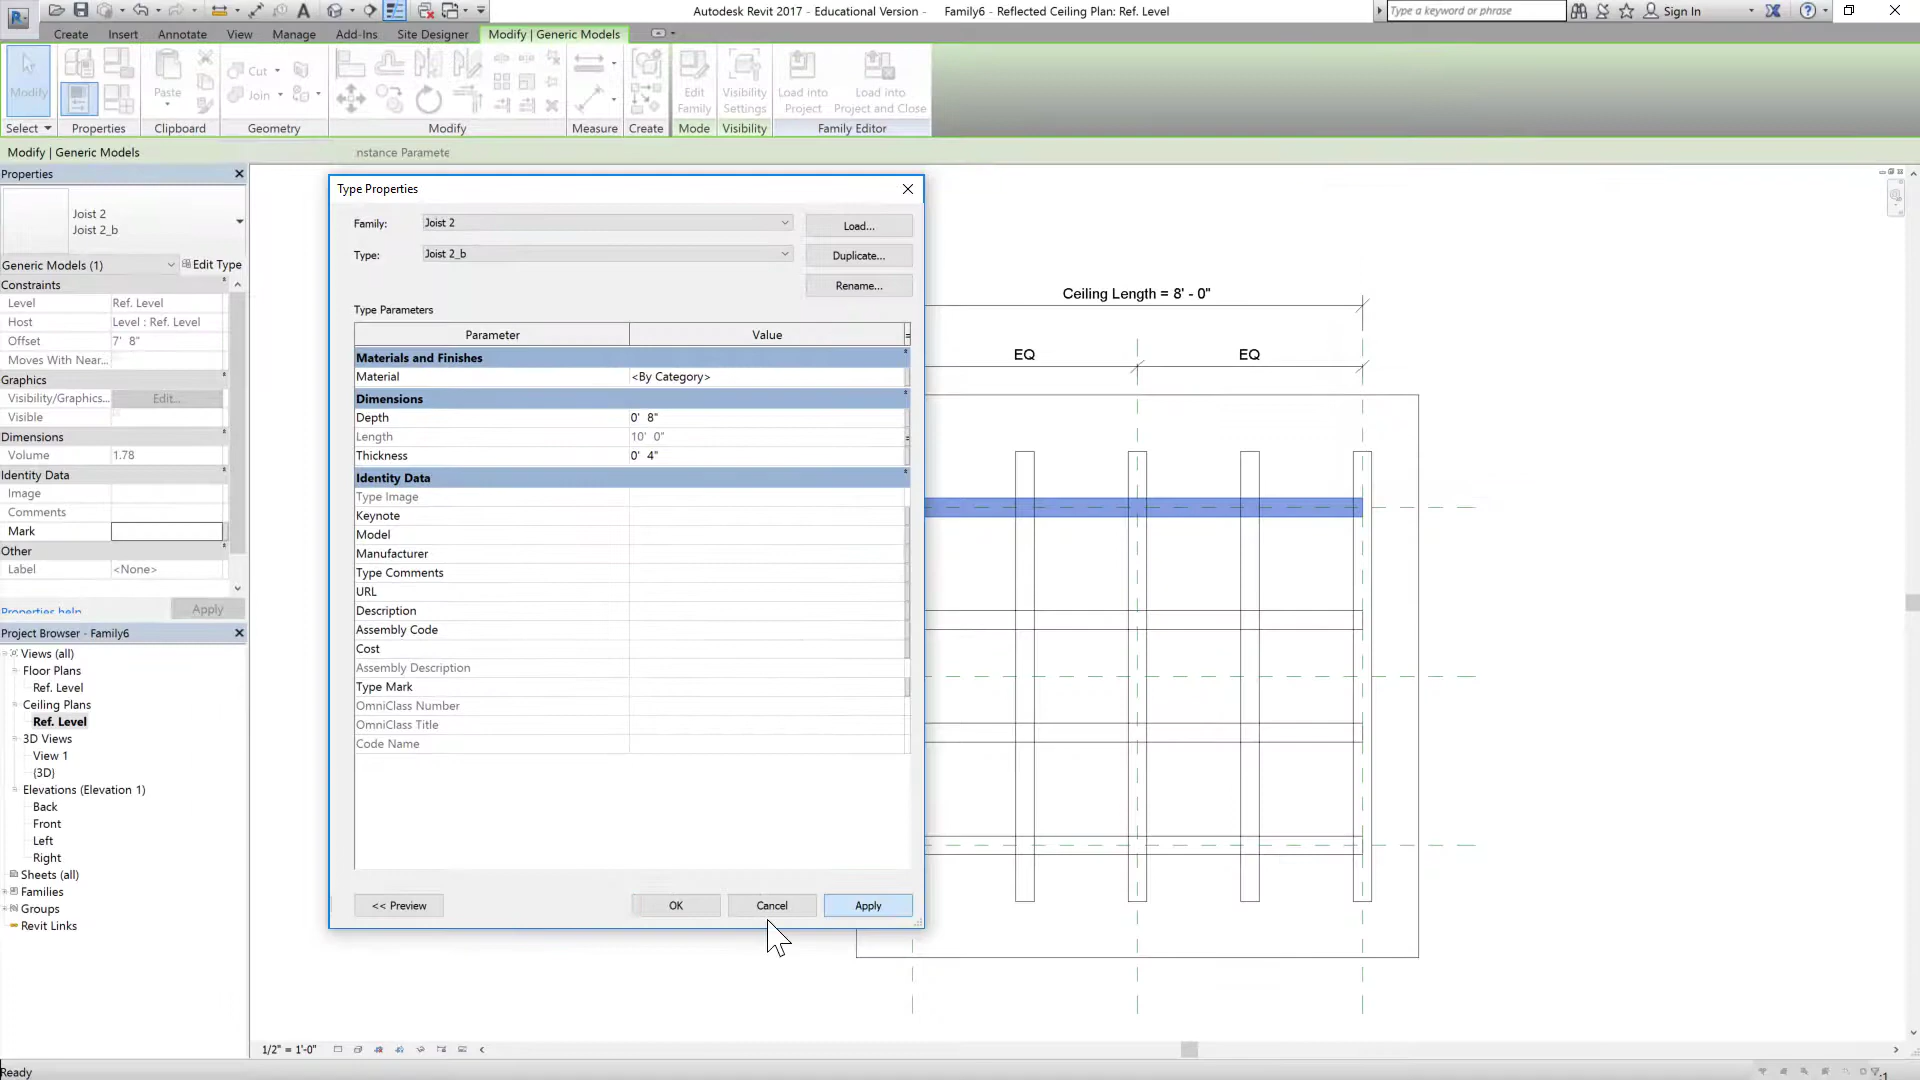 Autodesk Revit 2017 - Educational Version -    Family6 - Reflected Ceiling Plan: Ref. Level
Type a keyword or phrase
Sign In
Create
Insert
Annotate
View
Manage
Add-Ins
Site Designer
Modify | Generic Models
Modify
Paste
Cut
Join
Edit
Family
Visibility
Settings
Load into
Project
Load into
Project and Close
Select
Properties
Clipboard
Geometry
Modify
Measure
Create
Mode
Visibility
Family Editor
Modify | Generic Models
nstance Paramete
Properties
Joist 2
Joist 2_b
Generic Models (1)
Edit Type
Constraints
Level Ref. Level
Host Level : Ref. Level
Offset 7'  8"
Moves With Near...
Graphics
Visibility/Graphics... Edit...
Visible
Dimensions
Volume 1.78
Identity Data
Image
Comments
Mark
Other
Label <None>
Properties help
Apply
Project Browser - Family6
Views (all)
Floor Plans
Ref. Level
Ceiling Plans
Ref. Level
3D Views
View 1
{3D}
Elevations (Elevation 1)
Back
Front
Left
Right
Sheets (all)
Families
Groups
Revit Links
Type Properties
Family: Joist 2 Load...
Type: Joist 2_b Duplicate...
Rename...
Type Parameters
Parameter Value =
Materials and Finishes
Material <By Category>
Dimensions
Depth 0'  8"
Length 10'  0" =
Thickness 0'  4"
Identity Data
Type Image
Keynote
Model
Manufacturer
Type Comments
URL
Description
Assembly Code
Cost
Assembly Description
Type Mark
OmniClass Number
OmniClass Title
Code Name
<< Preview OK Cancel Apply
Ceiling Length = 8' - 0"
EQ EQ
1/2" = 1'-0"
Ready
:1